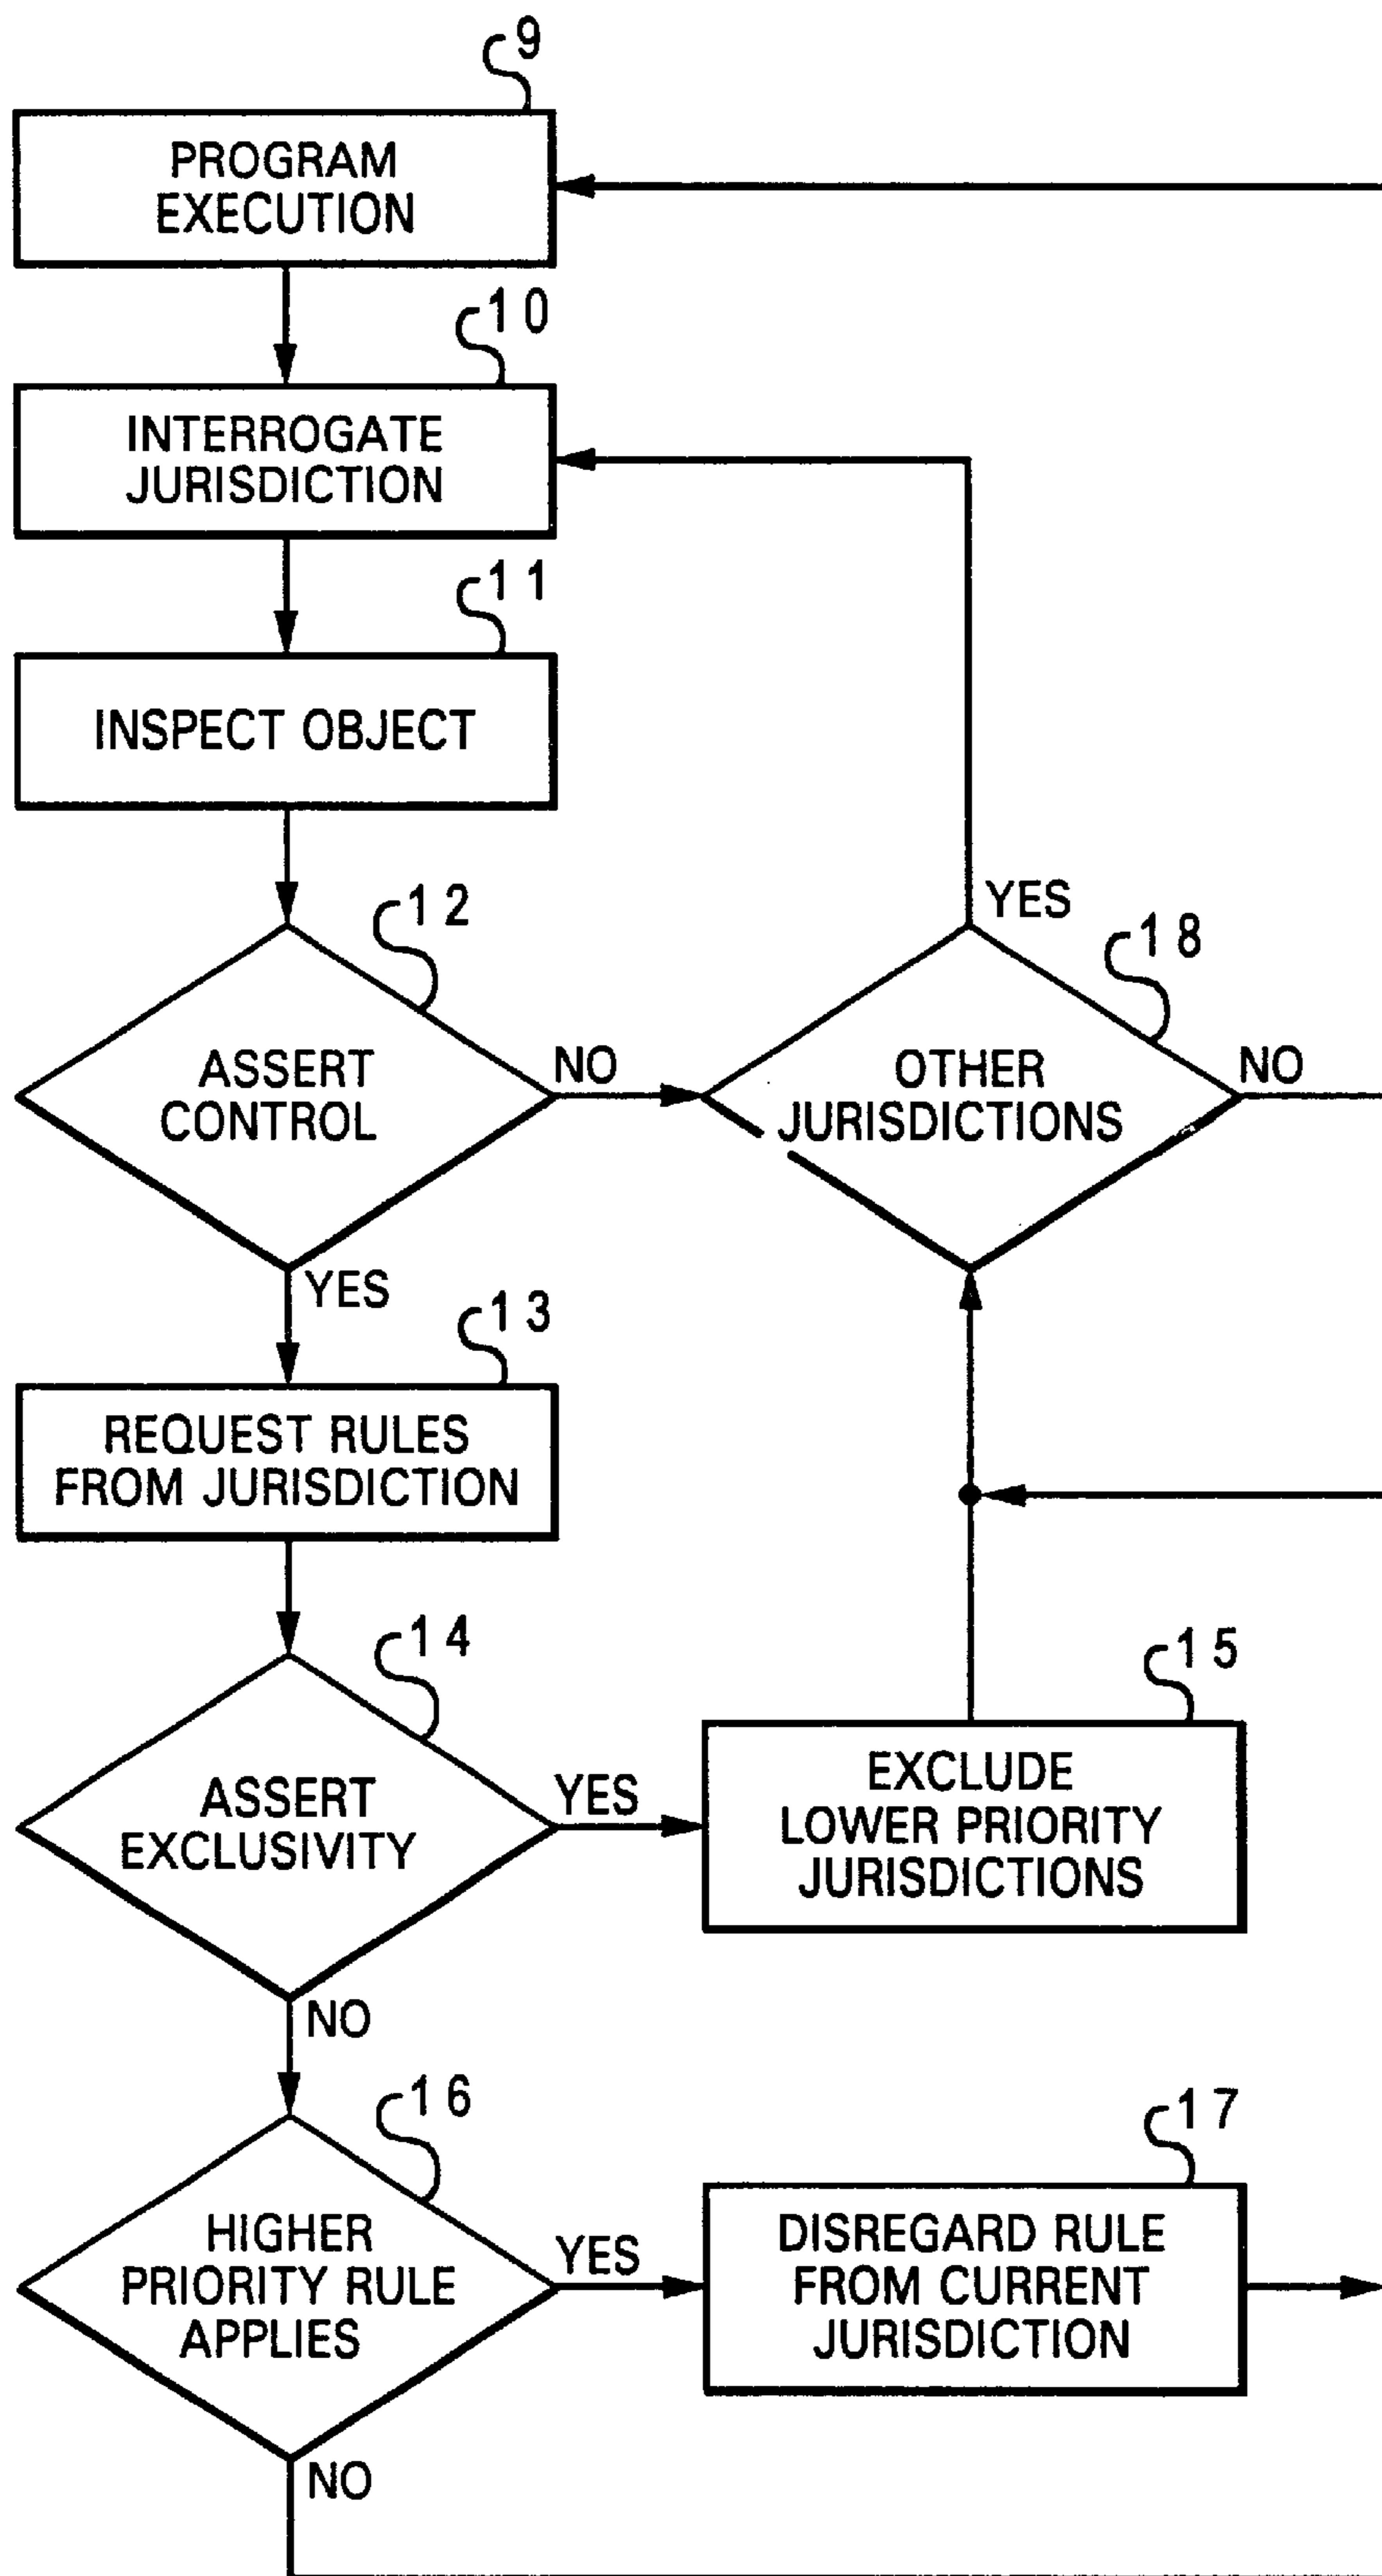 9
PROGRAM
EXECUTION
10
INTERROGATE
JURISDICTION
11
INSPECT OBJECT
12
ASSERT
CONTROL
NO
YES
18
OTHER
JURISDICTIONS
YES
NO
13
REQUEST RULES
FROM JURISDICTION
14
ASSERT
EXCLUSIVITY
YES
NO
15
EXCLUDE
LOWER PRIORITY
JURISDICTIONS
16
HIGHER
PRIORITY RULE
APPLIES
YES
NO
17
DISREGARD RULE
FROM CURRENT
JURISDICTION